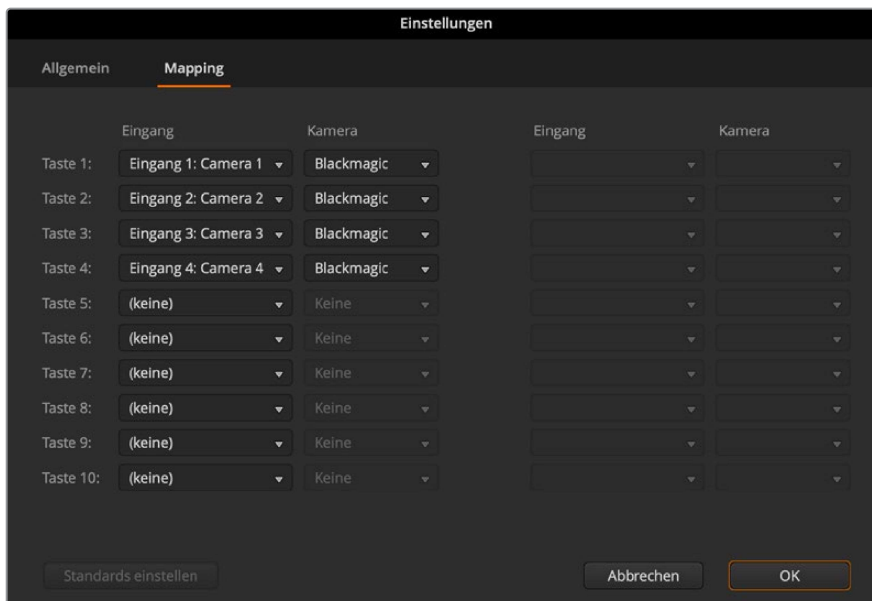 Einstellungen
Allgemein Mapping
Eingang Kamera Eingang Kamera
Taste 1: Eingang 1: Camera 1 Blackmagic
Taste 2: Eingang 2: Camera 2 Blackmagic
Taste 3: Eingang 3: Camera 3 Blackmagic
Taste 4: Eingang 4: Camera 4 Blackmagic
Taste 5: (keine) Keine
Taste 6: (keine) Keine
Taste 7: (keine) Keine
Taste 8: (keine) Keine
Taste 9: (keine) Keine
Taste 10: (keine) Keine
Standards einstellen Abbrechen OK